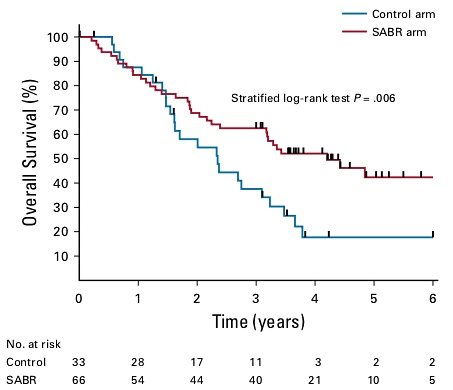 Control arm
SABR arm
Stratified log-rank test P = .006
Overall Survival (%)
100
90
80
70
60
50
40
30
20
10
0 1 2 3 4 5 6
Time (years)
No. at risk
Control 33 28 17 11 3 2 2
SABR 66 54 44 40 21 10 5